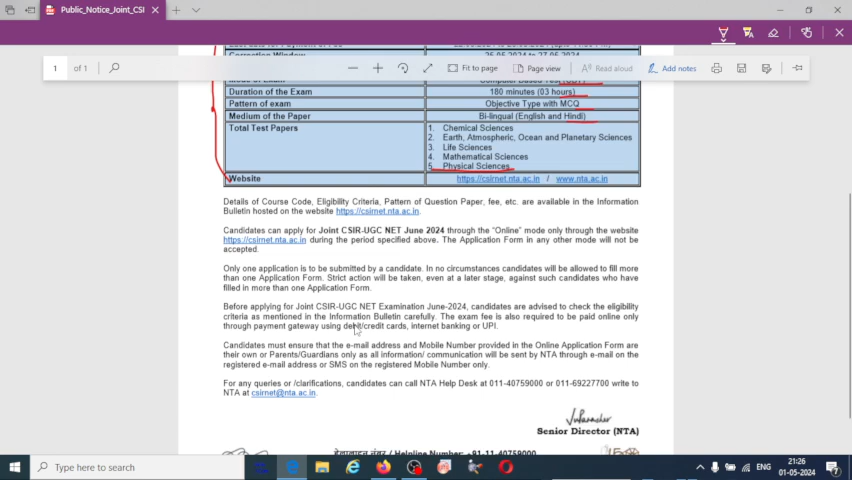 Public_Notice_Joint_CSI
1 of 1
Fit to page
Page view
Read aloud
Add notes
Duration of the Exam 180 minutes (03 hours)
Pattern of exam Objective Type with MCQ
Medium of the Paper Bi-lingual (English and Hindi)
Total Test Papers
1. Chemical Sciences
2. Earth, Atmospheric, Ocean and Planetary Sciences
3. Life Sciences
4. Mathematical Sciences
5. Physical Sciences
Website https://csirnet.nta.ac.in / www.nta.ac.in
Details of Course Code, Eligibility Criteria, Pattern of Question Paper, fee, etc. are available in the Information
Bulletin hosted on the website https://csirnet.nta.ac.in.
Candidates can apply for Joint CSIR-UGC NET June 2024 through the “Online” mode only through the website
https://csirnet.nta.ac.in during the period specified above. The Application Form in any other mode will not be
accepted.
Only one application is to be submitted by a candidate. In no circumstances candidates will be allowed to fill more
than one Application Form. Strict action will be taken, even at a later stage, against such candidates who have
filled in more than one Application Form.
Before applying for Joint CSIR-UGC NET Examination June-2024, candidates are advised to check the eligibility
criteria as mentioned in the Information Bulletin carefully. The exam fee is also required to be paid online only
through payment gateway using debit/credit cards, internet banking or UPI.
Candidates must ensure that the e-mail address and Mobile Number provided in the Online Application Form are
their own or Parents/Guardians only as all information/ communication will be sent by NTA through e-mail on the
registered e-mail address or SMS on the registered Mobile Number only.
For any queries or /clarifications, candidates can call NTA Help Desk at 011-40759000 or 011-69227700 write to
NTA at csirnet@nta.ac.in.
Senior Director (NTA)
/ Helpline Number: +91-11-40759000
Type here to search
ENG
21:26
01-05-2024